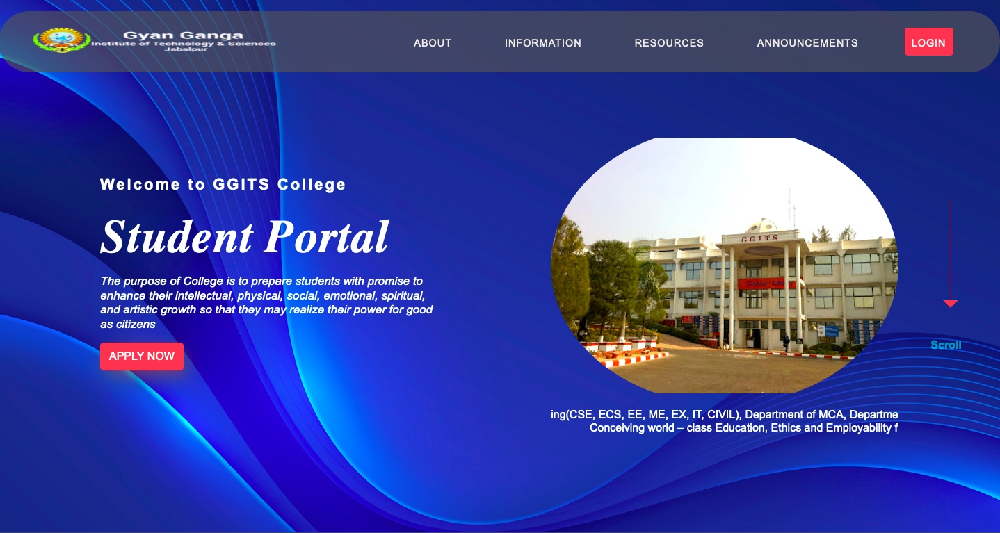 Gyan Ganga
Institute of Technology & Sciences
Jabalpur
ABOUT
INFORMATION
RESOURCES
ANNOUNCEMENTS
LOGIN
Welcome to GGITS College
Student Portal
The purpose of College is to prepare students with promise to
enhance their intellectual, physical, social, emotional, spiritual,
and artistic growth so that they may realize their power for good
as citizens
APPLY NOW
GGITS
Scroll
ing(CSE, ECS, EE, ME, EX, IT, CIVIL), Department of MCA, Departme
Conceiving world – class Education, Ethics and Employability f